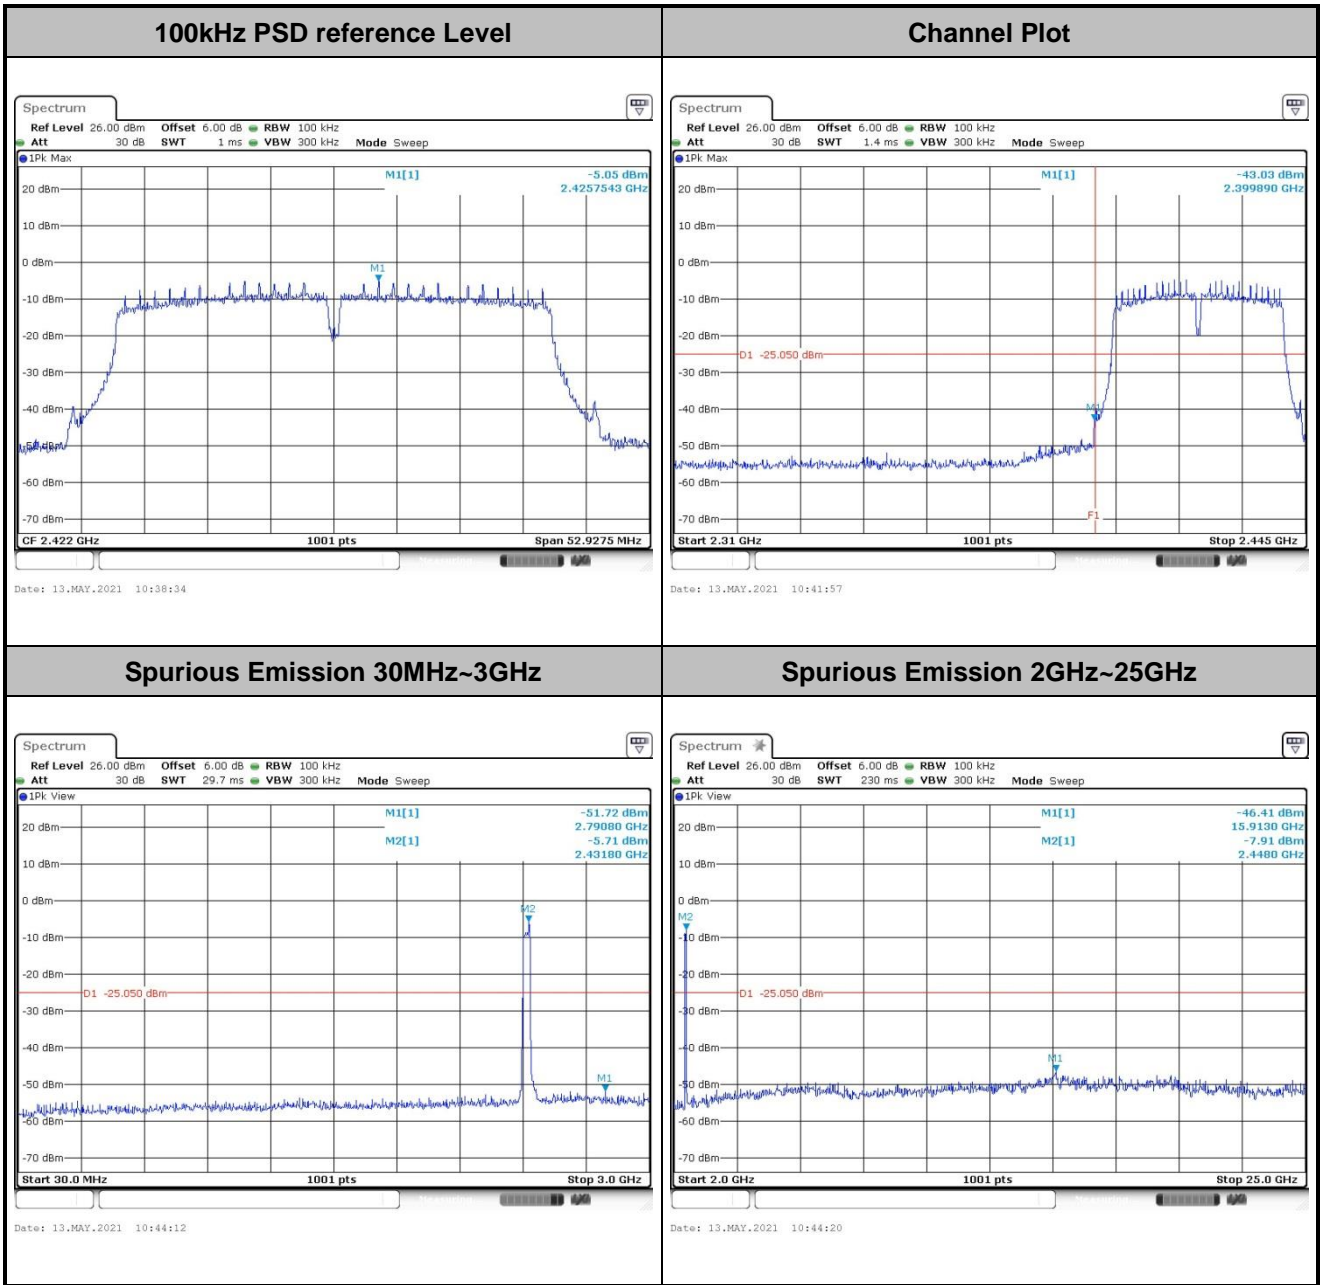 100kHz PSD reference Level
Spectrum
Ref Level 26.00 dBm Offset 6.00 dB RBW 100 kHz
Att 30 dB SWT 1 ms VBW 300 kHz Mode Sweep
1Pk Max
M1[1] -5.05 dBm
2.4257543 GHz
20 dBm
10 dBm
0 dBm
M1
-10 dBm
-20 dBm
-30 dBm
-40 dBm
-50 dBm
-60 dBm
-70 dBm
CF 2.422 GHz 1001 pts Span 52.9275 MHz
Date: 13.MAY.2021 10:38:34
Channel Plot
Spectrum
Ref Level 26.00 dBm Offset 6.00 dB RBW 100 kHz
Att 30 dB SWT 1.4 ms VBW 300 kHz Mode Sweep
1Pk Max
M1[1] -43.03 dBm
2.399890 GHz
20 dBm
10 dBm
0 dBm
-10 dBm
-20 dBm
D1 -25.050 dBm
-30 dBm
-40 dBm
M1
-50 dBm
-60 dBm
-70 dBm
F1
Start 2.31 GHz 1001 pts Stop 2.445 GHz
Date: 13.MAY.2021 10:41:57
Spurious Emission 30MHz~3GHz
Spectrum
Ref Level 26.00 dBm Offset 6.00 dB RBW 100 kHz
Att 30 dB SWT 29.7 ms VBW 300 kHz Mode Sweep
1Pk View
M1[1] -51.72 dBm
2.79080 GHz
M2[1] -5.71 dBm
2.43180 GHz
20 dBm
10 dBm
0 dBm
M2
-10 dBm
-20 dBm
D1 -25.050 dBm
-30 dBm
-40 dBm
M1
-50 dBm
-60 dBm
-70 dBm
Start 30.0 MHz 1001 pts Stop 3.0 GHz
Measuring
Date: 13.MAY.2021 10:44:12
Spurious Emission 2GHz~25GHz
Spectrum
Ref Level 26.00 dBm Offset 6.00 dB RBW 100 kHz
Att 30 dB SWT 230 ms VBW 300 kHz Mode Sweep
1Pk View
M1[1] -46.41 dBm
15.9130 GHz
M2[1] -7.91 dBm
2.4480 GHz
20 dBm
10 dBm
0 dBm
M2
-10 dBm
-20 dBm
D1 -25.050 dBm
-30 dBm
-40 dBm
M1
-50 dBm
-60 dBm
-70 dBm
Start 2.0 GHz 1001 pts Stop 25.0 GHz
Date: 13.MAY.2021 10:44:20